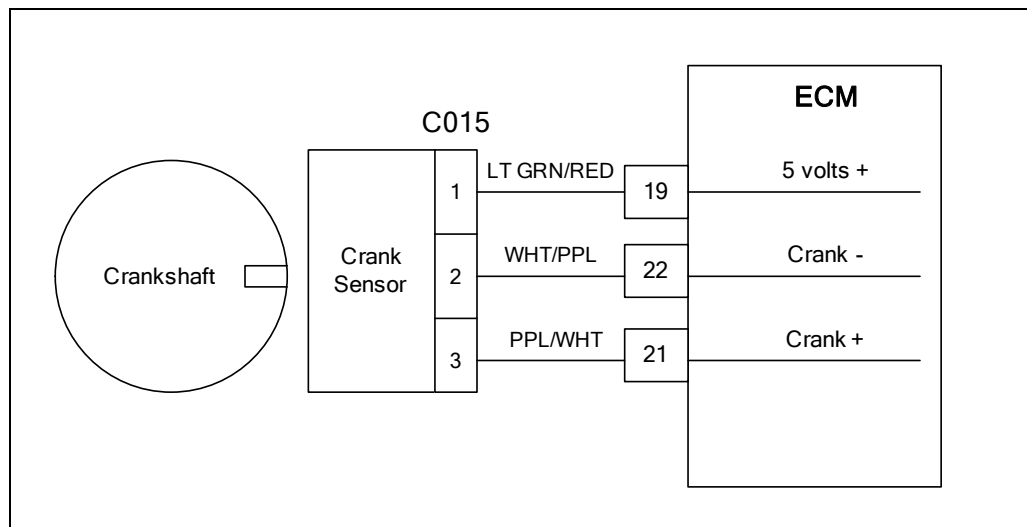 ECM
C015
1
LT GRN/RED
19
5 volts +
Crankshaft
Crank
Sensor
2
WHT/PPL
22
Crank -
3
PPL/WHT
21
Crank +